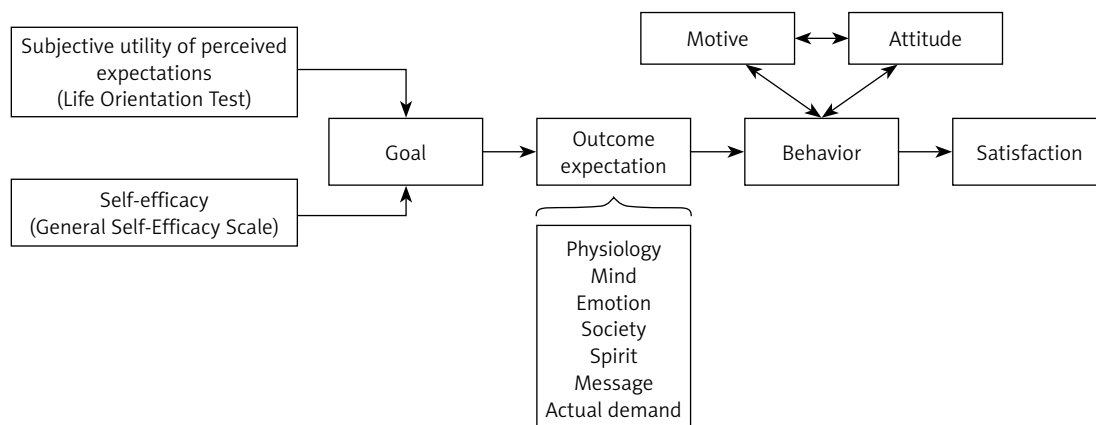 Subjective utility of perceived
expectations
(Life Orientation Test)
Self-efficacy
(General Self-Efficacy Scale)
Goal
Outcome
expectation
Physiology
Mind
Emotion
Society
Spirit
Message
Actual demand
Motive
Attitude
Behavior
Satisfaction